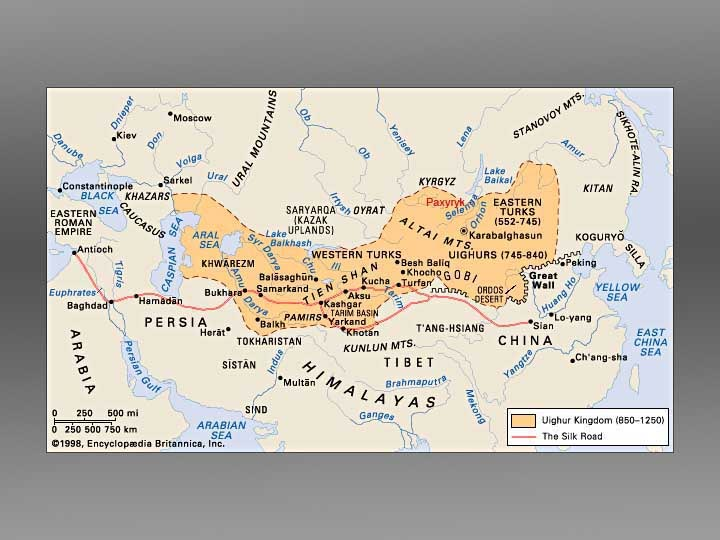 Moscow
Dnieper
Kiev
Don
Volga
Ural
URAL MOUNTAINS
Ob
Ob
Yenisey
Lena
STANOVOY MTS.
Amur
SIKHOTE-ALIN RA.
Danube
Constantinople
BLACK
SEA
Sarkel
KHAZARS
CAUCASUS
EASTERN
ROMAN
EMPIRE
Antioch
CASPIAN SEA
ARAL
SEA
KHWĀREZM
Syr Darya
Amu Darya
Lake
Balkhash
SARYARQA
(KAZAK
UPLANDS)
Irtysh
OYRAT
KYRGYZ
Paxyryk
Selenga
Orhon
Lake
Baikal
EASTERN
TURKS
(552-745)
Karabalghasun
UIGHURS (745-840)
ALTAI MTS.
WESTERN TURKS
KITAN
KOGURYŎ
SILLA
Chu
Ili
Besh Baliq
Khocho
Turfan
GOBI
ORDOS
DESERT
Great
Wall
Peking
Huang Ho
YELLOW
SEA
Balāsaghūn
Samarkand
Bukhara
TIEN SHAN
Kucha
Aksu
Kashgar
TARIM BASIN
Tarim
Yarkand
Khotan
PAMIRS
Balkh
Herāt
TOKHARISTAN
Euphrates
Tigris
Baghdad
Hamādān
PERSIA
SĪSTĀN
Indus
Multān
SIND
ARABIA
Persian Gulf
ARABIAN
SEA
HIMALAYAS
KUNLUN MTS.
TIBET
T'ANG-HSIANG
Brahmaputra
Ganges
Mekong
Yangtze
CHINA
Sian
Lo-yang
Ch'ang-sha
EAST
CHINA
SEA
0 250 500 mi
0 250 500 750 km
©1998, Encyclopædia Britannica, Inc.
Uighur Kingdom (850–1250)
The Silk Road